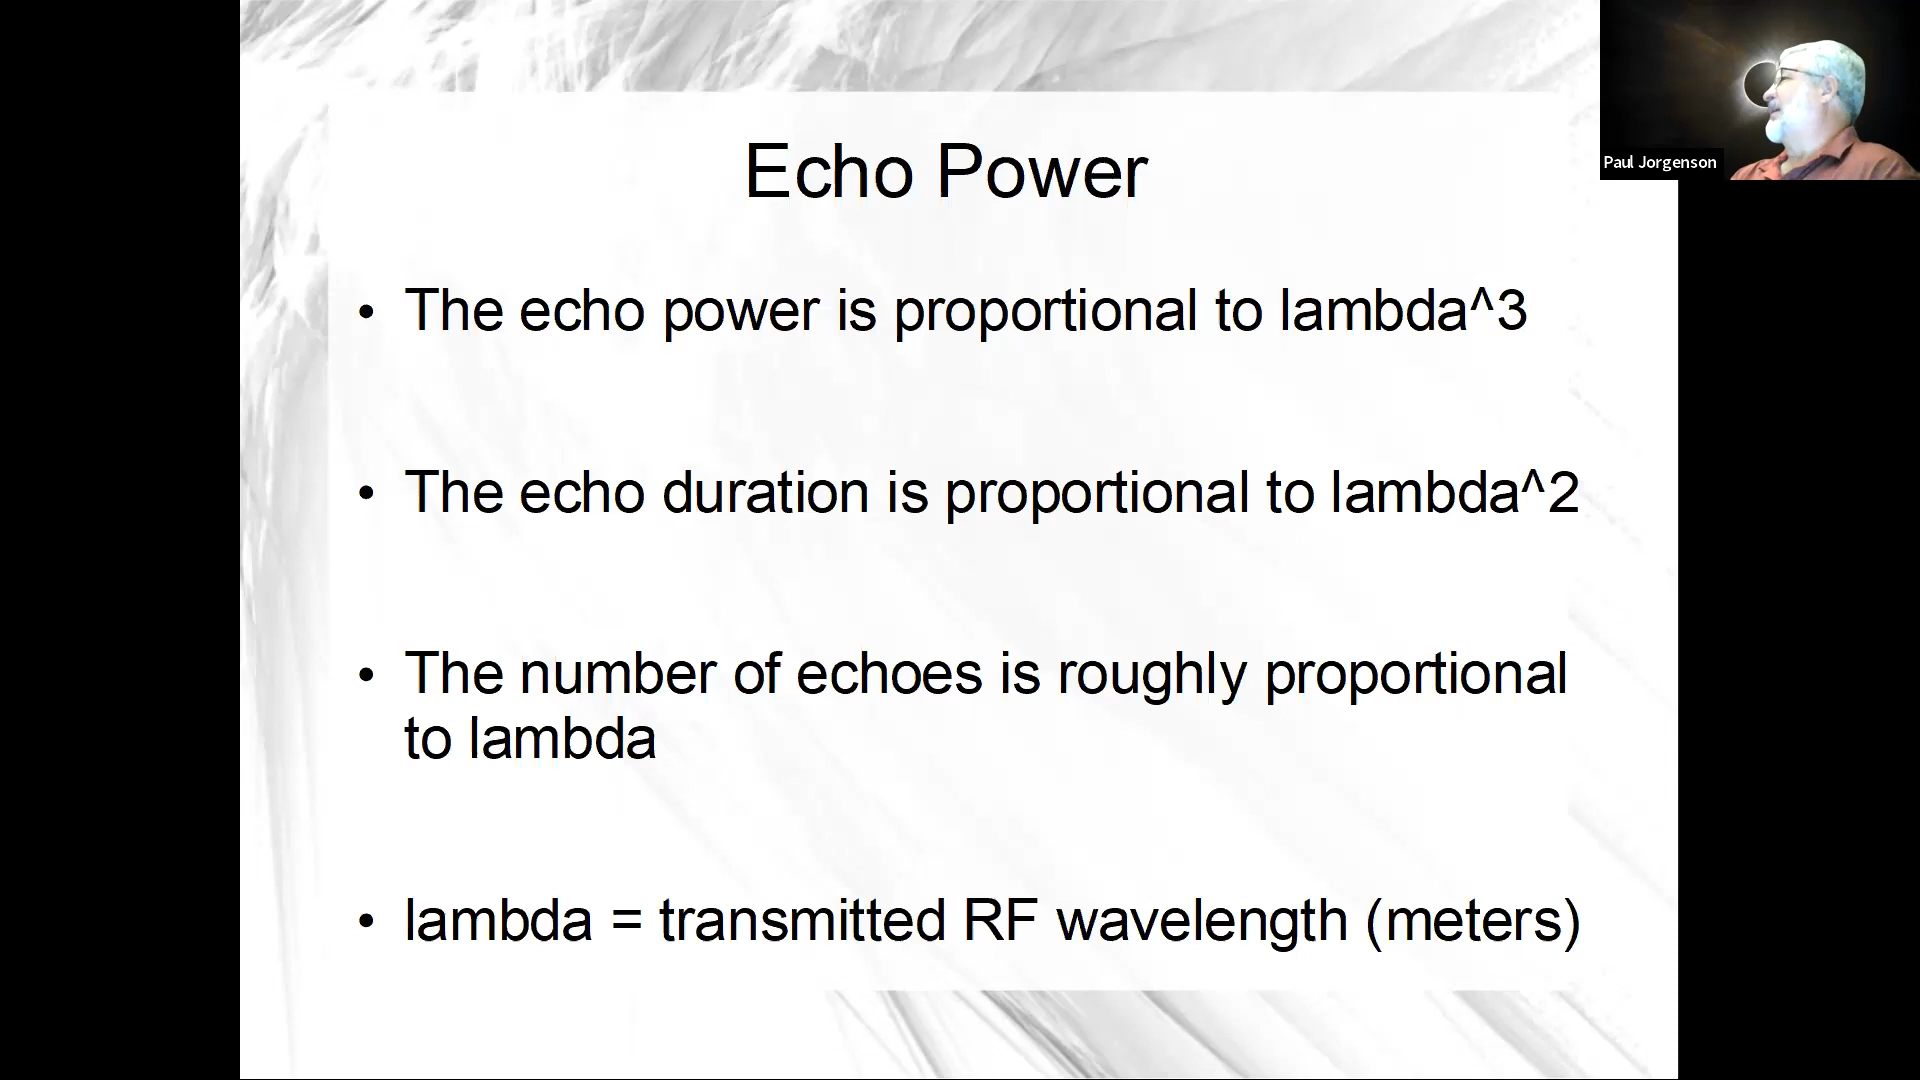 Echo Power
• The echo power is proportional to lambda^3
• The echo duration is proportional to lambda^2
• The number of echoes is roughly proportional
to lambda
• lambda = transmitted RF wavelength (meters)
Paul Jorgenson